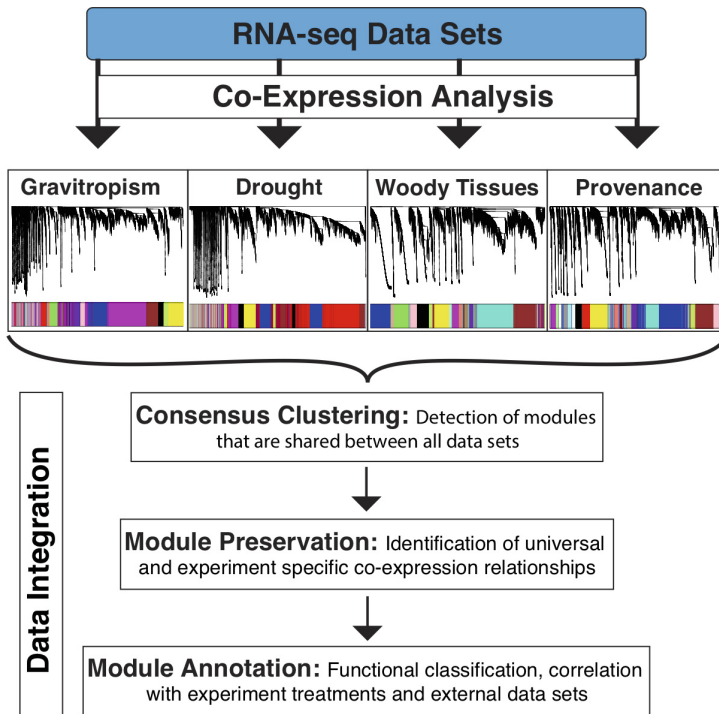 RNA-seq Data Sets
Co-Expression Analysis
Gravitropism
Drought
Woody Tissues
Provenance
Consensus Clustering: Detection of modules
that are shared between all data sets
Data Integration
Module Preservation: Identification of universal
and experiment specific co-expression relationships
Module Annotation: Functional classification, correlation
with experiment treatments and external data sets